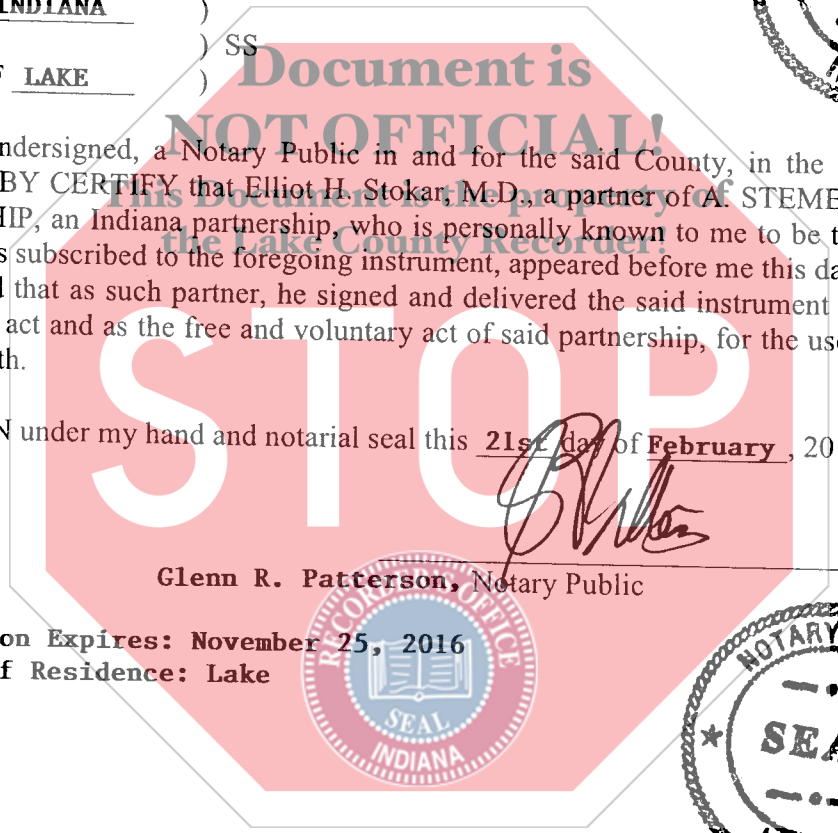 INDIANA )
) SS
F LAKE )
Document is
NOT OFFICIAL!
This Document is the property of
the Lake County Recorder!
STOP
ndersigned, a Notary Public in and for the said County, in the
BY CERTIFY that Elliot H. Stokar, M.D., a partner of A. STEME
HIP, an Indiana partnership, who is personally known to me to be t
s subscribed to the foregoing instrument, appeared before me this da
d that as such partner, he signed and delivered the said instrument
act and as the free and voluntary act of said partnership, for the use
th.
N under my hand and notarial seal this 21st day of February, 20
Glenn R. Patterson, Notary Public
on Expires: November 25, 2016
f Residence: Lake
RECORDER'S OFFICE
SEAL
INDIANA
NOTARY
SEA